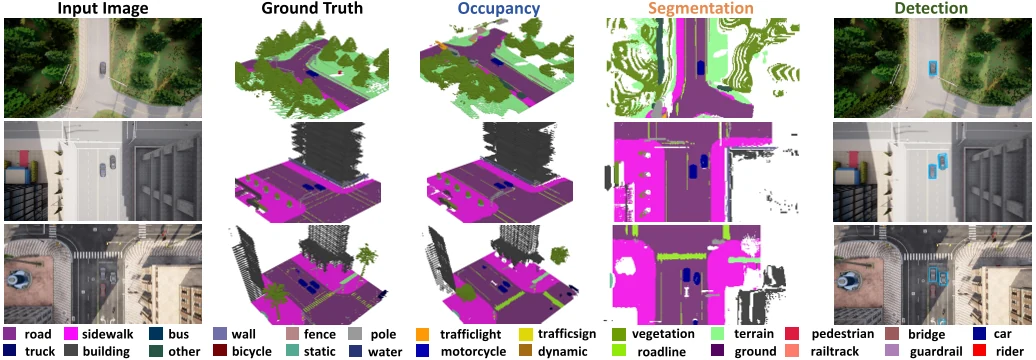 Input Image Ground Truth Occupancy Segmentation Detection
road sidewalk bus wall fence pole trafficlight trafficsign vegetation terrain pedestrian bridge car
truck building other bicycle static water motorcycle dynamic roadline ground railtrack guardrail rider